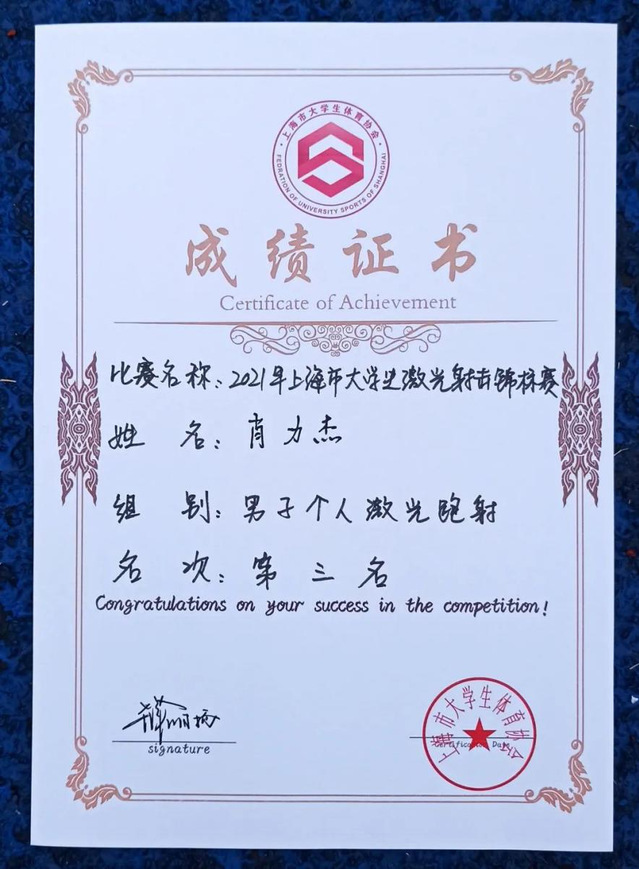 上海市大学生体育协会
FEDRATION OF UNIVERSITY SPORTS OF SHANGHAI
成绩证书
Certificate of Achievement
比赛名称:2021年上海市大学生激光射击锦标赛
姓 名:肖力杰
组 别:男子个人激光跑射
名 次:第三名
Congratulations on your success in the competition!
signature
上海市大学生体育协会
Certification Date